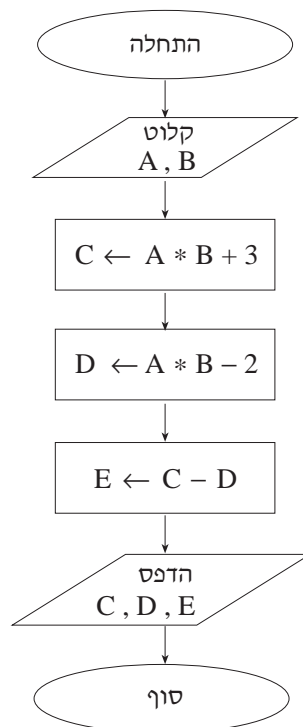 התחלה
קלוט
A , B
C ← A * B + 3
D ← A * B − 2
E ← C − D
הדפס
C , D , E
סוף